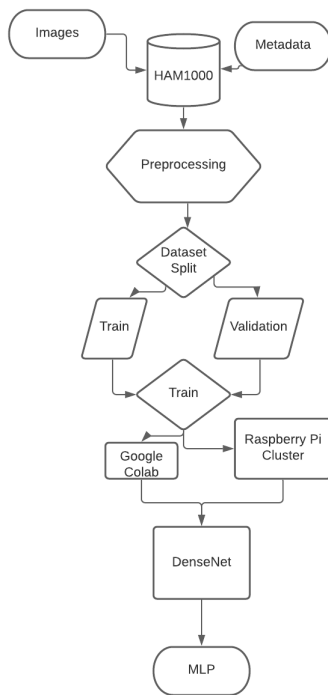 Images
Metadata
HAM1000
Preprocessing
Dataset
Split
Train
Validation
Train
Google
Colab
Raspberry Pi
Cluster
DenseNet
MLP